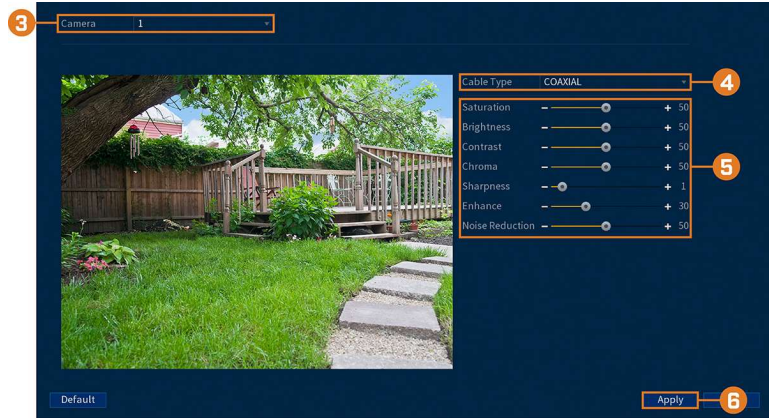 3 Camera 1
Cable Type COAXIAL 4
Saturation - + 50
Brightness - + 50
Contrast - + 50
Chroma - + 50 5
Sharpness - + 1
Enhance - + 30
Noise Reduction - + 50
Default Apply 6